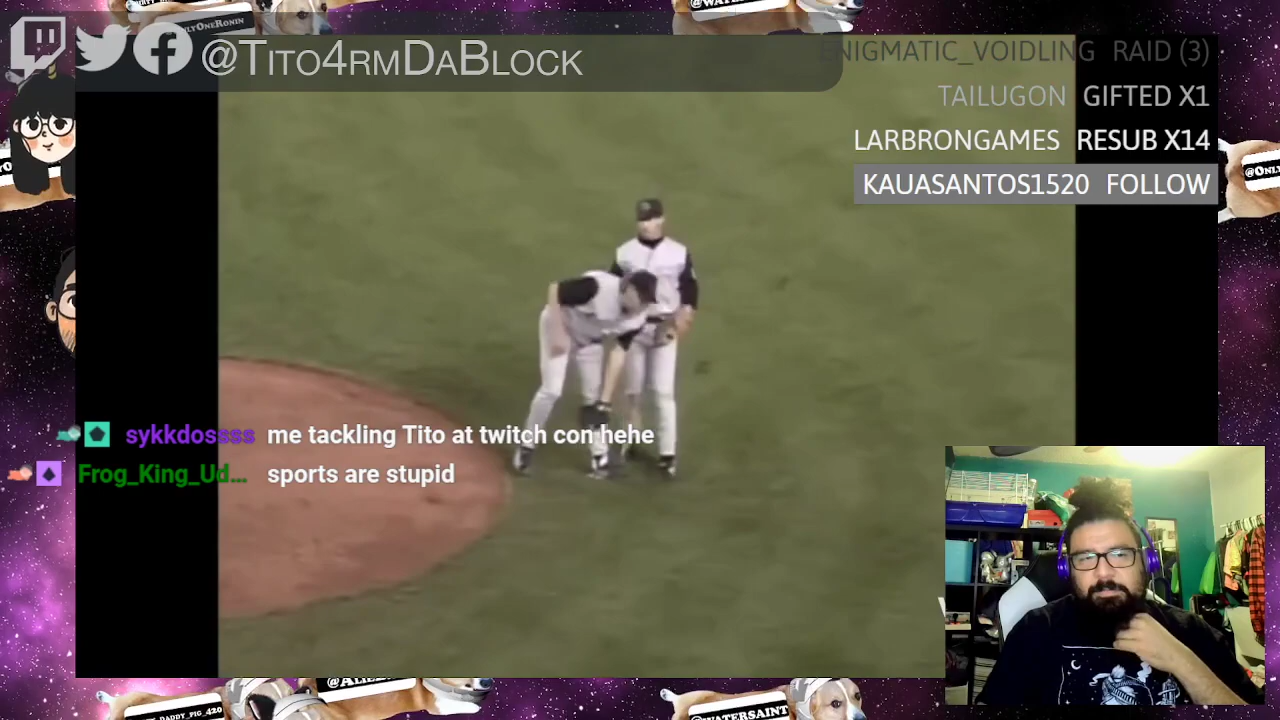 @Tito4rmDaBlock
ENIGMATIC_VOIDLING RAID (3)
TAILUGON GIFTED X1
LARBRONGAMES RESUB X14
KAUASANTOS1520 FOLLOW
sykkdossss me tackling Tito at twitch con hehe
Frog_King_Ud... sports are stupid
@WATERSAINT